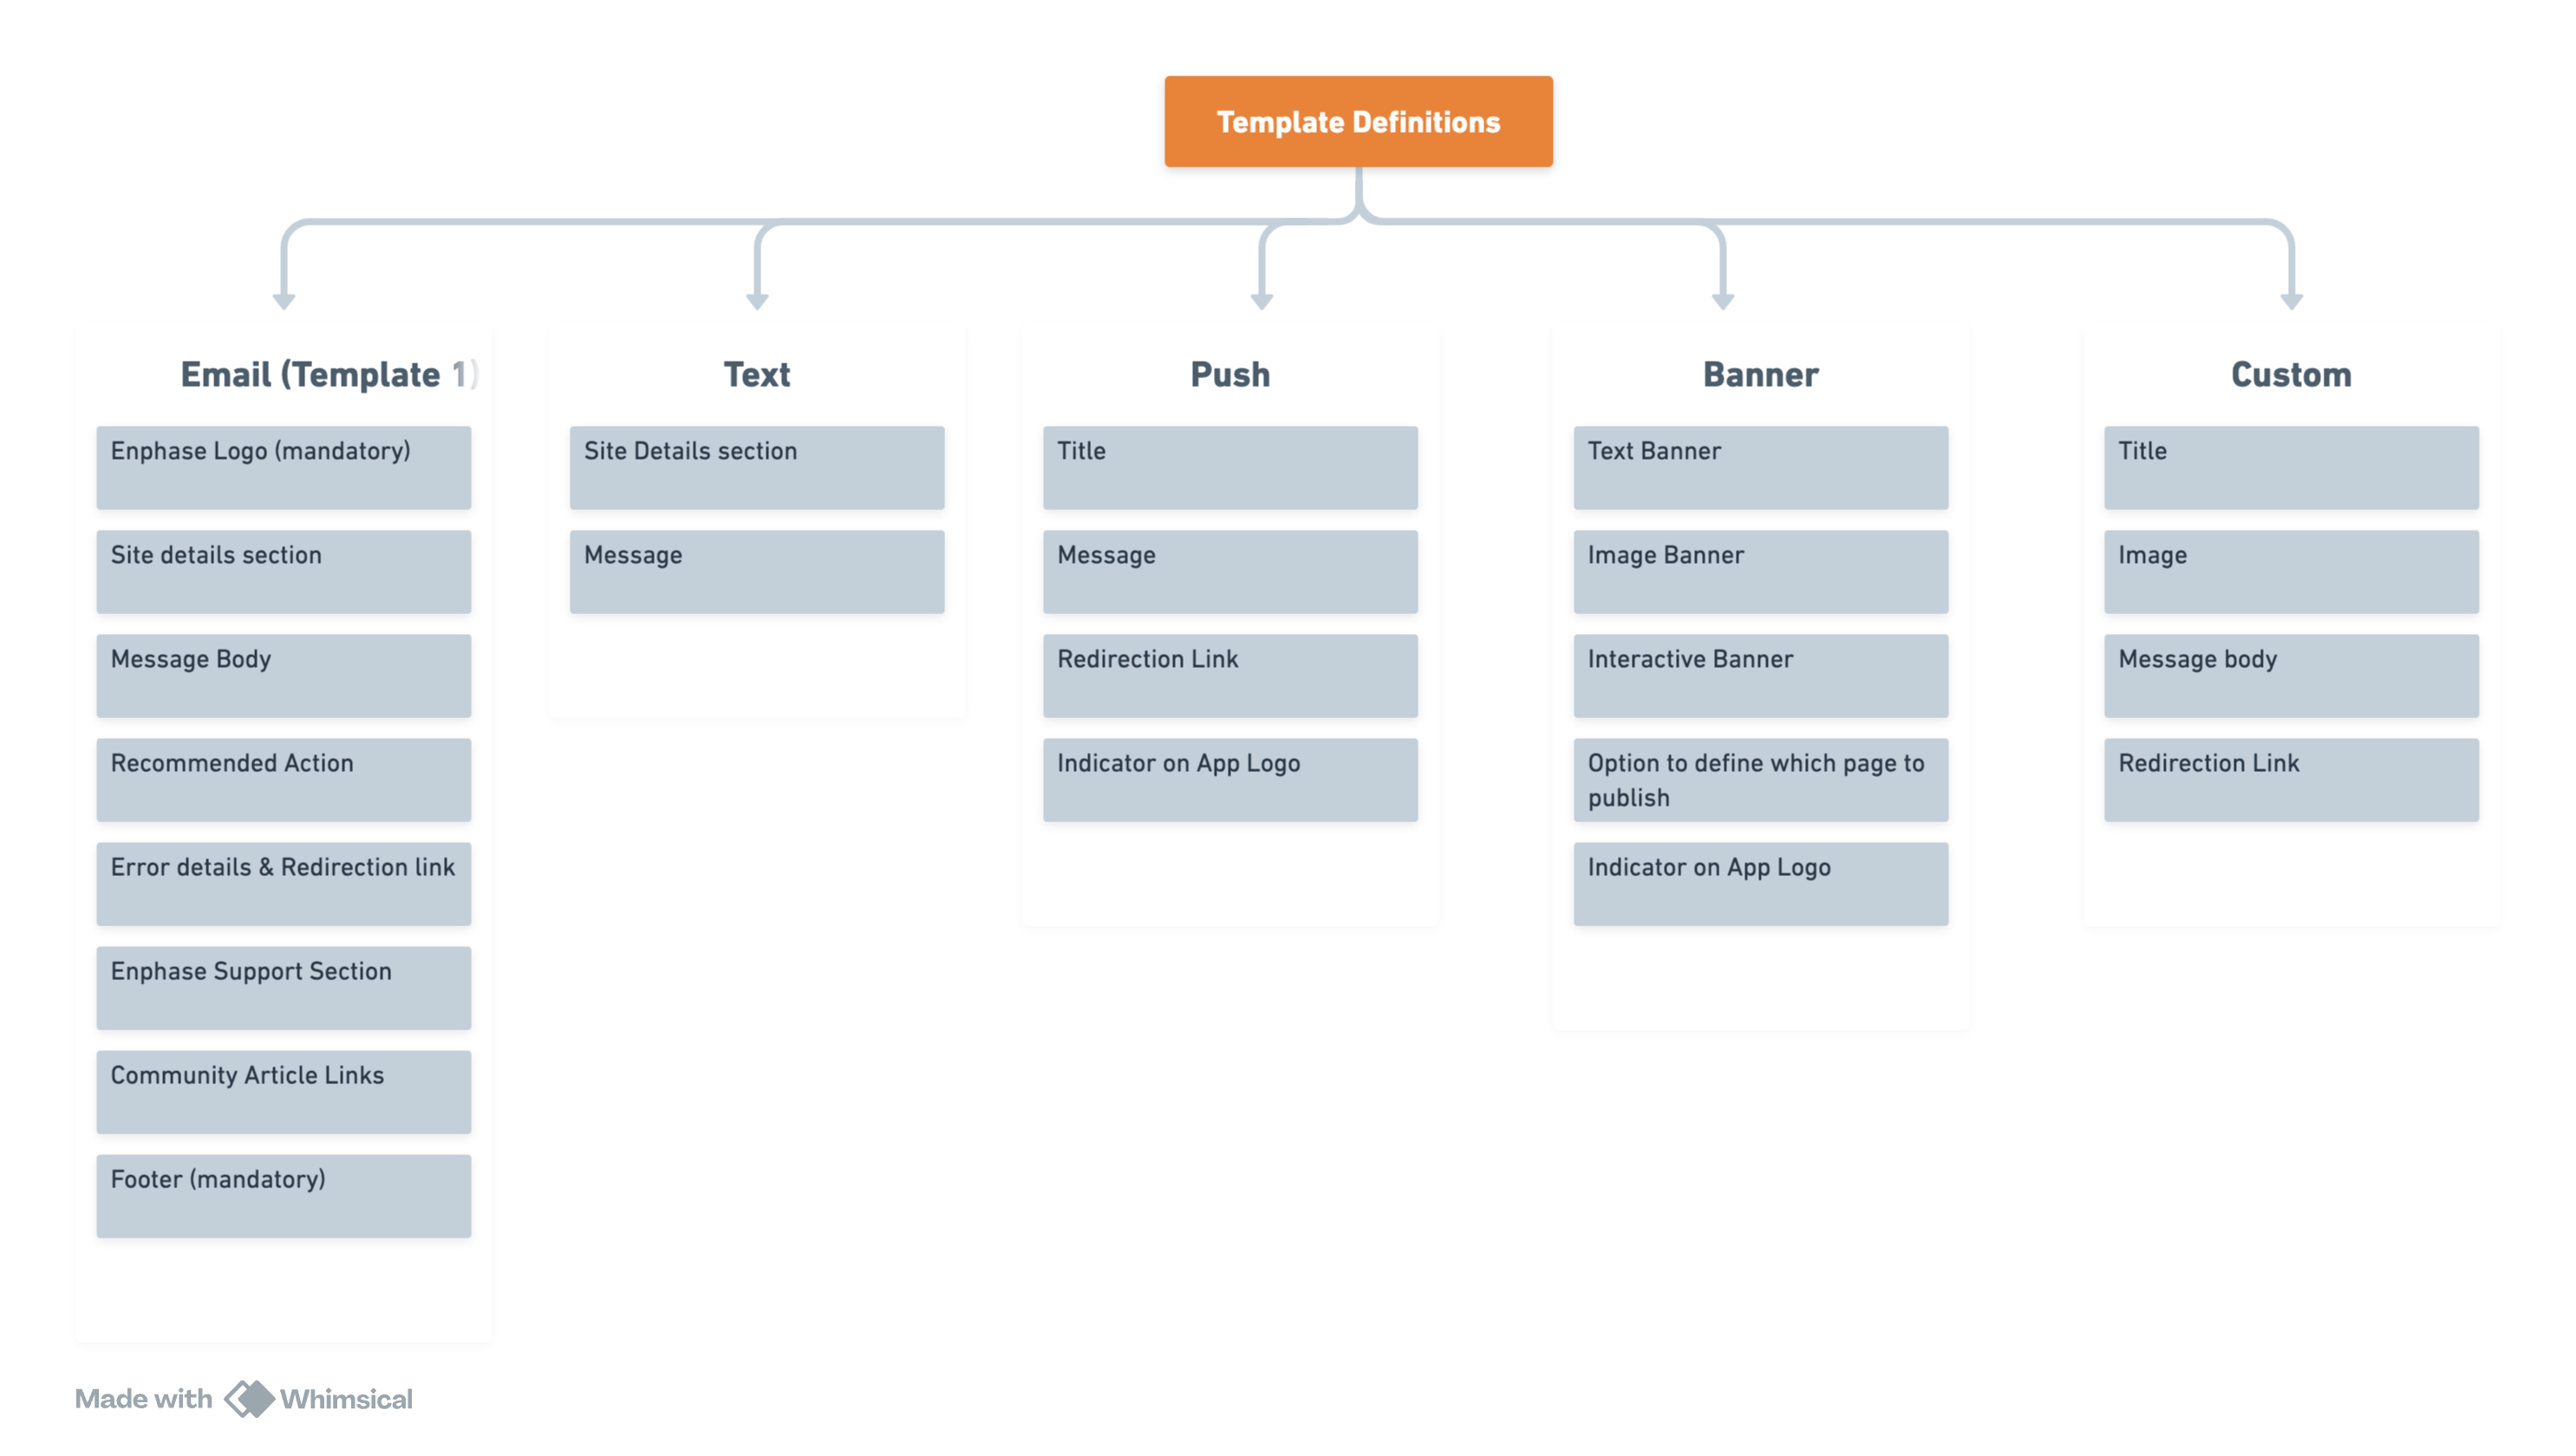 Template Definitions
Email (Template 1)
Enphase Logo (mandatory)
Site details section
Message Body
Recommended Action
Error details & Redirection link
Enphase Support Section
Community Article Links
Footer (mandatory)
Text
Site Details section
Message
Push
Title
Message
Redirection Link
Indicator on App Logo
Banner
Text Banner
Image Banner
Interactive Banner
Option to define which page to
publish
Indicator on App Logo
Custom
Title
Image
Message body
Redirection Link
Made with Whimsical